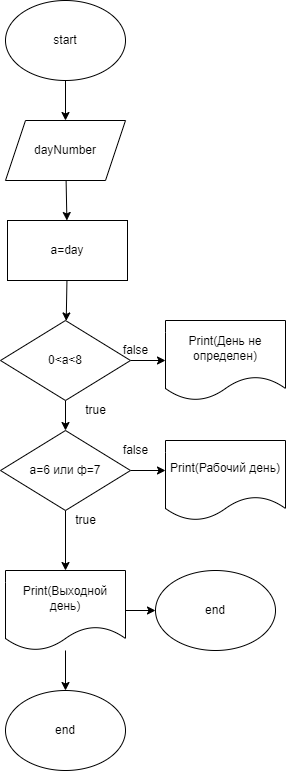 start
dayNumber
a=day
0<a<8
false
Print(День не
определен)
true
a=6 или ф=7
false
Print(Рабочий день)
true
Print(Выходной
день)
end
end